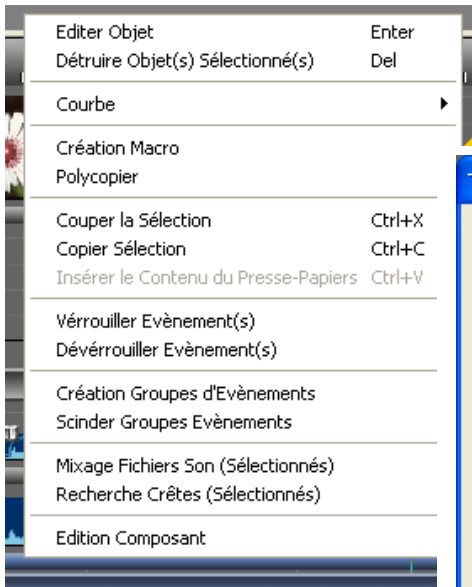 Editer Objet Enter
Détruire Objet(s) Sélectionné(s) Del
Courbe
Création Macro
Polycopier
Couper la Sélection Ctrl+X
Copier Sélection Ctrl+C
Insérer le Contenu du Presse-Papiers Ctrl+V
Vérrouiller Evènement(s)
Dévérrouiller Evènement(s)
Création Groupes d'Evènements
Scinder Groupes Evènements
Mixage Fichiers Son (Sélectionnés)
Recherche Crêtes (Sélectionnés)
Edition Composant